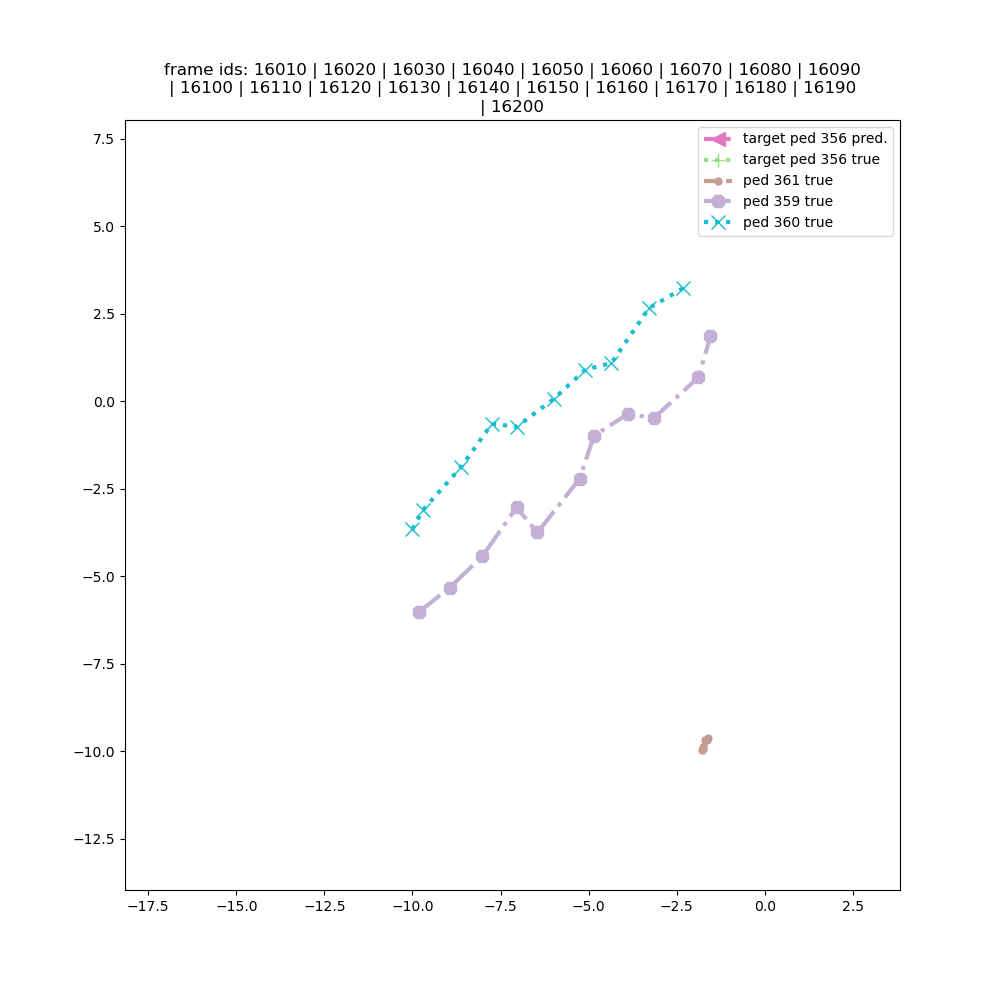 frame ids: 16010 | 16020 | 16030 | 16040 | 16050 | 16060 | 16070 | 16080 | 16090
| 16100 | 16110 | 16120 | 16130 | 16140 | 16150 | 16160 | 16170 | 16180 | 16190
| 16200
target ped 356 pred.
target ped 356 true
ped 361 true
ped 359 true
ped 360 true
7.5
5.0
2.5
0.0
−2.5
−5.0
−7.5
−10.0
−12.5
−17.5 −15.0 −12.5 −10.0 −7.5 −5.0 −2.5 0.0 2.5